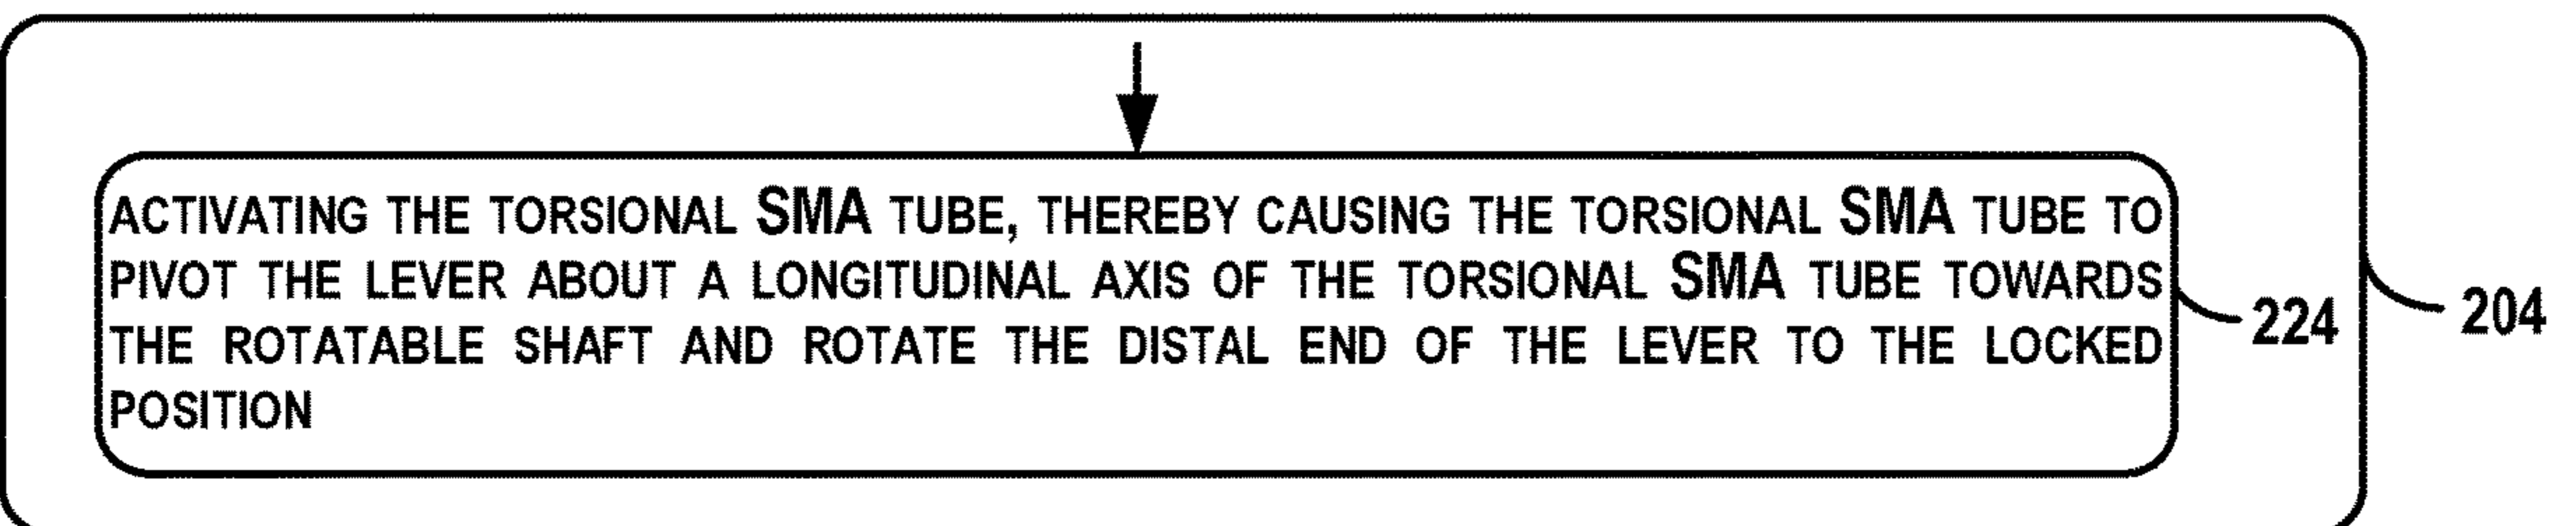 ACTIVATING THE TORSIONAL SMA TUBE, THEREBY CAUSING THE TORSIONAL SMA TUBE TO
PIVOT THE LEVER ABOUT A LONGITUDINAL AXIS OF THE TORSIONAL SMA TUBE TOWARDS
THE ROTATABLE SHAFT AND ROTATE THE DISTAL END OF THE LEVER TO THE LOCKED
POSITION
224
204